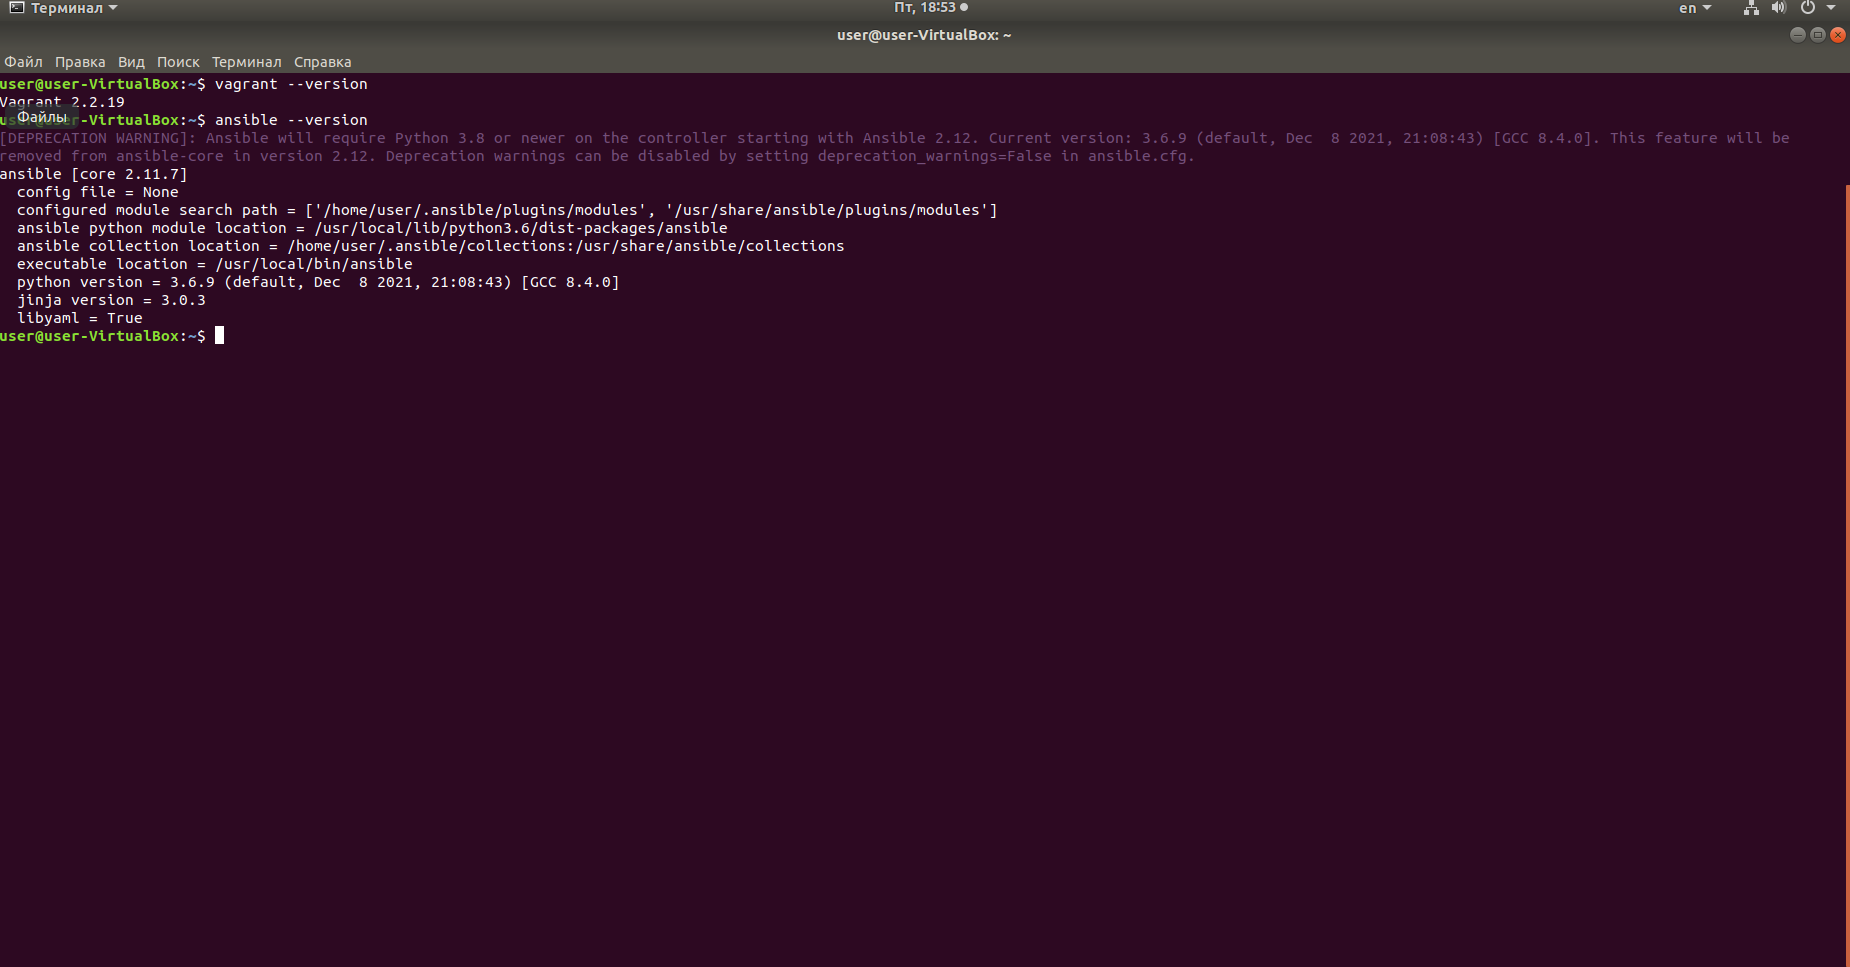 Терминал Пт, 18:53 en
user@user-VirtualBox: ~
Файл Правка Вид Поиск Терминал Справка
user@user-VirtualBox:~$ vagrant --version
Vagrant 2.2.19
Файлы
user@user-VirtualBox:~$ ansible --version
[DEPRECATION WARNING]: Ansible will require Python 3.8 or newer on the controller starting with Ansible 2.12. Current version: 3.6.9 (default, Dec  8 2021, 21:08:43) [GCC 8.4.0]. This feature will be
removed from ansible-core in version 2.12. Deprecation warnings can be disabled by setting deprecation_warnings=False in ansible.cfg.
ansible [core 2.11.7]
  config file = None
  configured module search path = ['/home/user/.ansible/plugins/modules', '/usr/share/ansible/plugins/modules']
  ansible python module location = /usr/local/lib/python3.6/dist-packages/ansible
  ansible collection location = /home/user/.ansible/collections:/usr/share/ansible/collections
  executable location = /usr/local/bin/ansible
  python version = 3.6.9 (default, Dec  8 2021, 21:08:43) [GCC 8.4.0]
  jinja version = 3.0.3
  libyaml = True
user@user-VirtualBox:~$